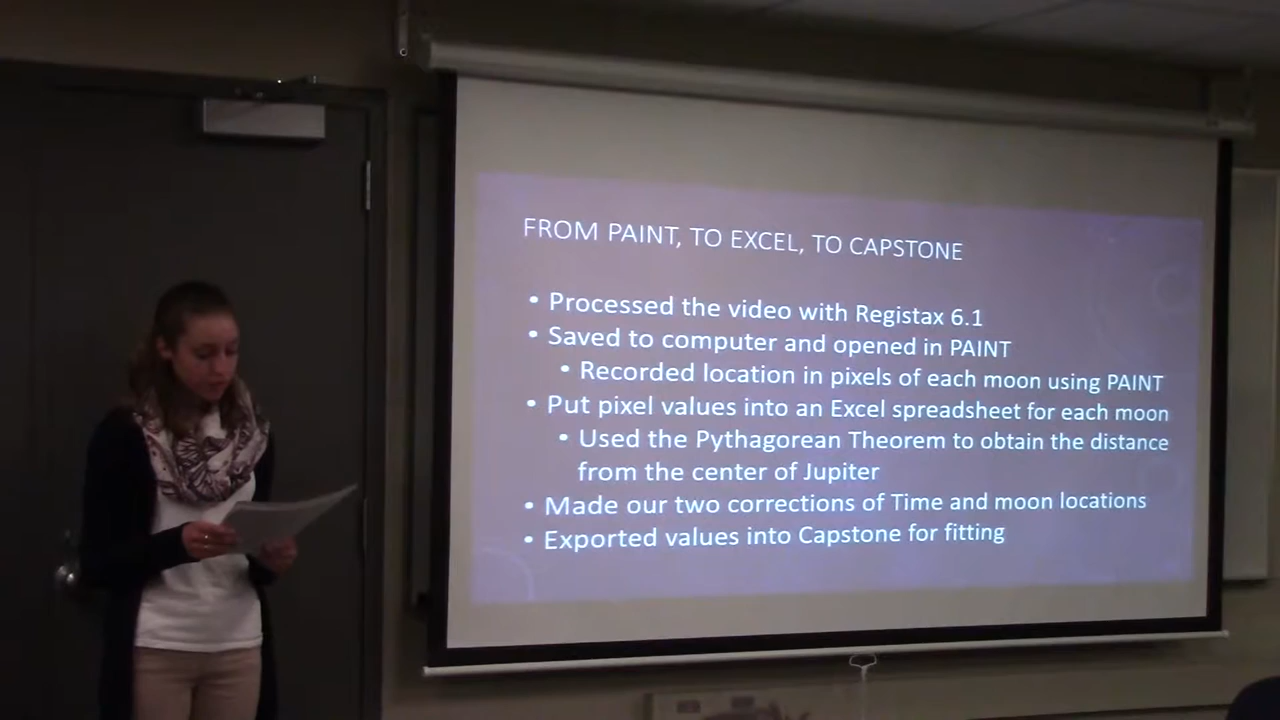 FROM PAINT, TO EXCEL, TO CAPSTONE
• Processed the video with Registax 6.1
• Saved to computer and opened in PAINT
• Recorded location in pixels of each moon using PAINT
• Put pixel values into an Excel spreadsheet for each moon
• Used the Pythagorean Theorem to obtain the distance
from the center of Jupiter
• Made our two corrections of Time and moon locations
• Exported values into Capstone for fitting